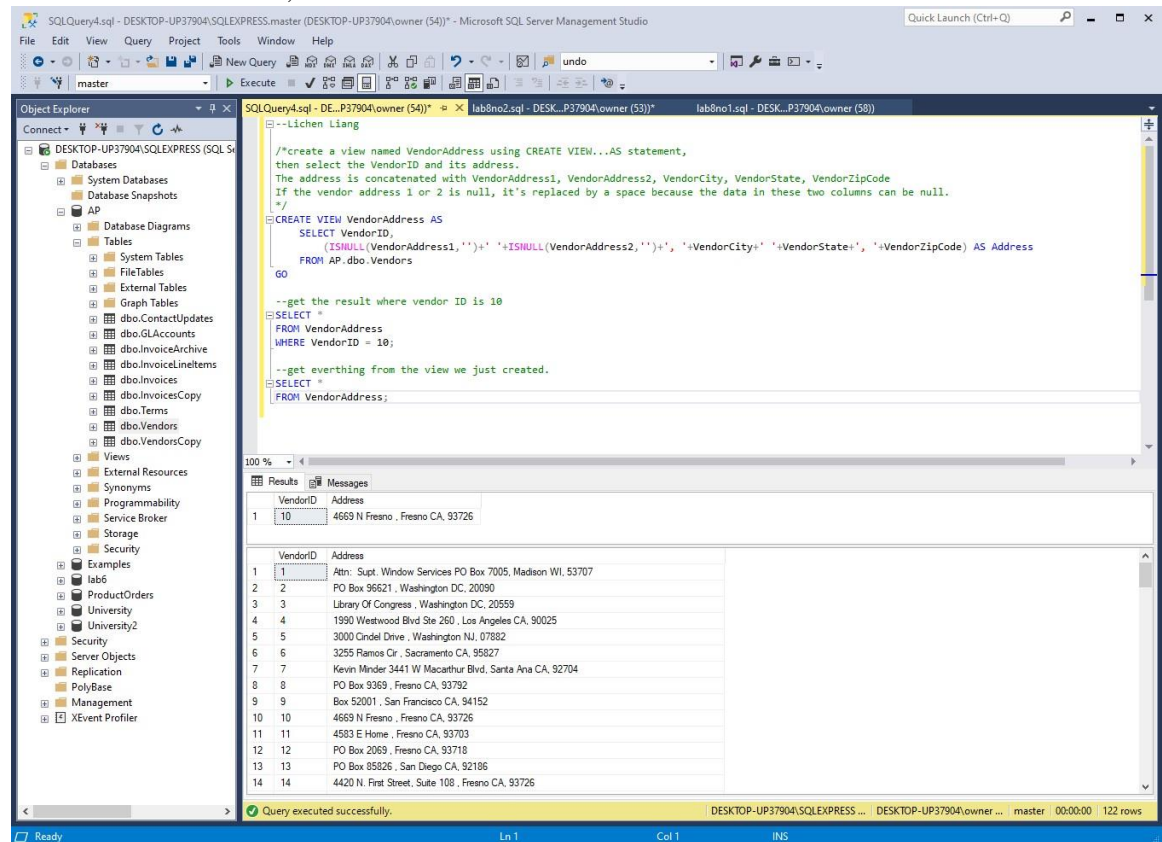 SQLQuery4.sql - DESKTOP-UP37904\SQLEXPRESS.master (DESKTOP-UP37904\owner (54))* - Microsoft SQL Server Management Studio
Quick Launch (Ctrl+Q)
File Edit View Query Project Tools Window Help
New Query
undo
master
Execute
Object Explorer
Connect
DESKTOP-UP37904\SQLEXPRESS (SQL Se
Databases
System Databases
Database Snapshots
AP
Database Diagrams
Tables
System Tables
FileTables
External Tables
Graph Tables
dbo.ContactUpdates
dbo.GLAccounts
dbo.InvoiceArchive
dbo.InvoiceLineItems
dbo.Invoices
dbo.InvoicesCopy
dbo.Terms
dbo.Vendors
dbo.VendorsCopy
Views
External Resources
Synonyms
Programmability
Service Broker
Storage
Security
Examples
lab6
ProductOrders
University
University2
Security
Server Objects
Replication
PolyBase
Management
XEvent Profiler
SQLQuery4.sql - DE...P37904\owner (54))* lab8no2.sql - DESK...P37904\owner (53))* lab8no1.sql - DESK...P37904\owner (58))
--Lichen Liang
/*create a view named VendorAddress using CREATE VIEW...AS statement,
then select the VendorID and its address.
The address is concatenated with VendorAddress1, VendorAddress2, VendorCity, VendorState, VendorZipCode
If the vendor address 1 or 2 is null, it's replaced by a space because the data in these two columns can be null.
*/
CREATE VIEW VendorAddress AS
SELECT VendorID,
(ISNULL(VendorAddress1,'')+' '+ISNULL(VendorAddress2,'')+', '+VendorCity+' '+VendorState+', '+VendorZipCode) AS Address
FROM AP.dbo.Vendors
GO
--get the result where vendor ID is 10
SELECT *
FROM VendorAddress
WHERE VendorID = 10;
--get everthing from the view we just created.
SELECT *
FROM VendorAddress;
100 %
Results Messages
VendorID Address
1 10 4669 N Fresno , Fresno CA, 93726
VendorID Address
1 1 Attn: Supt. Window Services PO Box 7005, Madison WI, 53707
2 2 PO Box 96621 , Washington DC, 20090
3 3 Library Of Congress , Washington DC, 20559
4 4 1990 Westwood Blvd Ste 260 , Los Angeles CA, 90025
5 5 3000 Cindel Drive , Washington NJ, 07882
6 6 3255 Ramos Cir , Sacramento CA, 95827
7 7 Kevin Minder 3441 W Macarthur Blvd, Santa Ana CA, 92704
8 8 PO Box 9369 , Fresno CA, 93792
9 9 Box 52001 , San Francisco CA, 94152
10 10 4669 N Fresno , Fresno CA, 93726
11 11 4583 E Home , Fresno CA, 93703
12 12 PO Box 2069 , Fresno CA, 93718
13 13 PO Box 85826 , San Diego CA, 92186
14 14 4420 N. First Street, Suite 108 , Fresno CA, 93726
Query executed successfully. DESKTOP-UP37904\SQLEXPRESS ... DESKTOP-UP37904\owner ... master 00:00:00 122 rows
Ready Ln 1 Col 1 INS